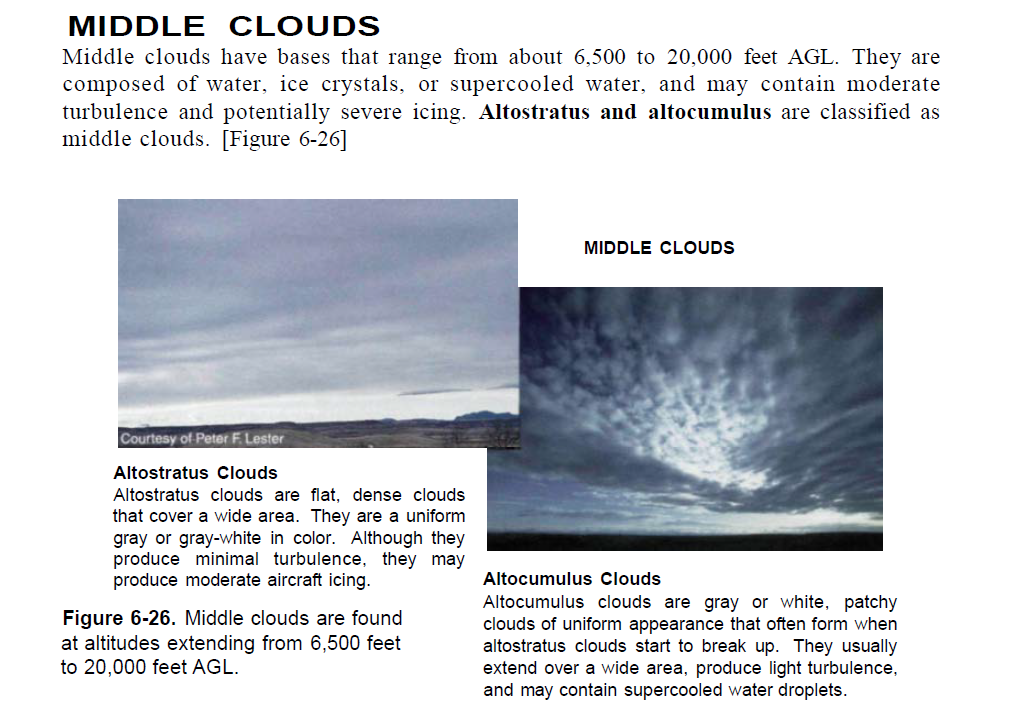 MIDDLE CLOUDS
Middle clouds have bases that range from about 6,500 to 20,000 feet AGL. They are
composed of water, ice crystals, or supercooled water, and may contain moderate
turbulence and potentially severe icing. Altostratus and altocumulus are classified as
middle clouds. [Figure 6-26]
MIDDLE CLOUDS
Courtesy of Peter F. Lester
Altostratus Clouds
Altostratus clouds are flat, dense clouds
that cover a wide area. They are a uniform
gray or gray-white in color. Although they
produce minimal turbulence, they may
produce moderate aircraft icing.
Figure 6-26. Middle clouds are found
at altitudes extending from 6,500 feet
to 20,000 feet AGL.
Altocumulus Clouds
Altocumulus clouds are gray or white, patchy
clouds of uniform appearance that often form when
altostratus clouds start to break up. They usually
extend over a wide area, produce light turbulence,
and may contain supercooled water droplets.